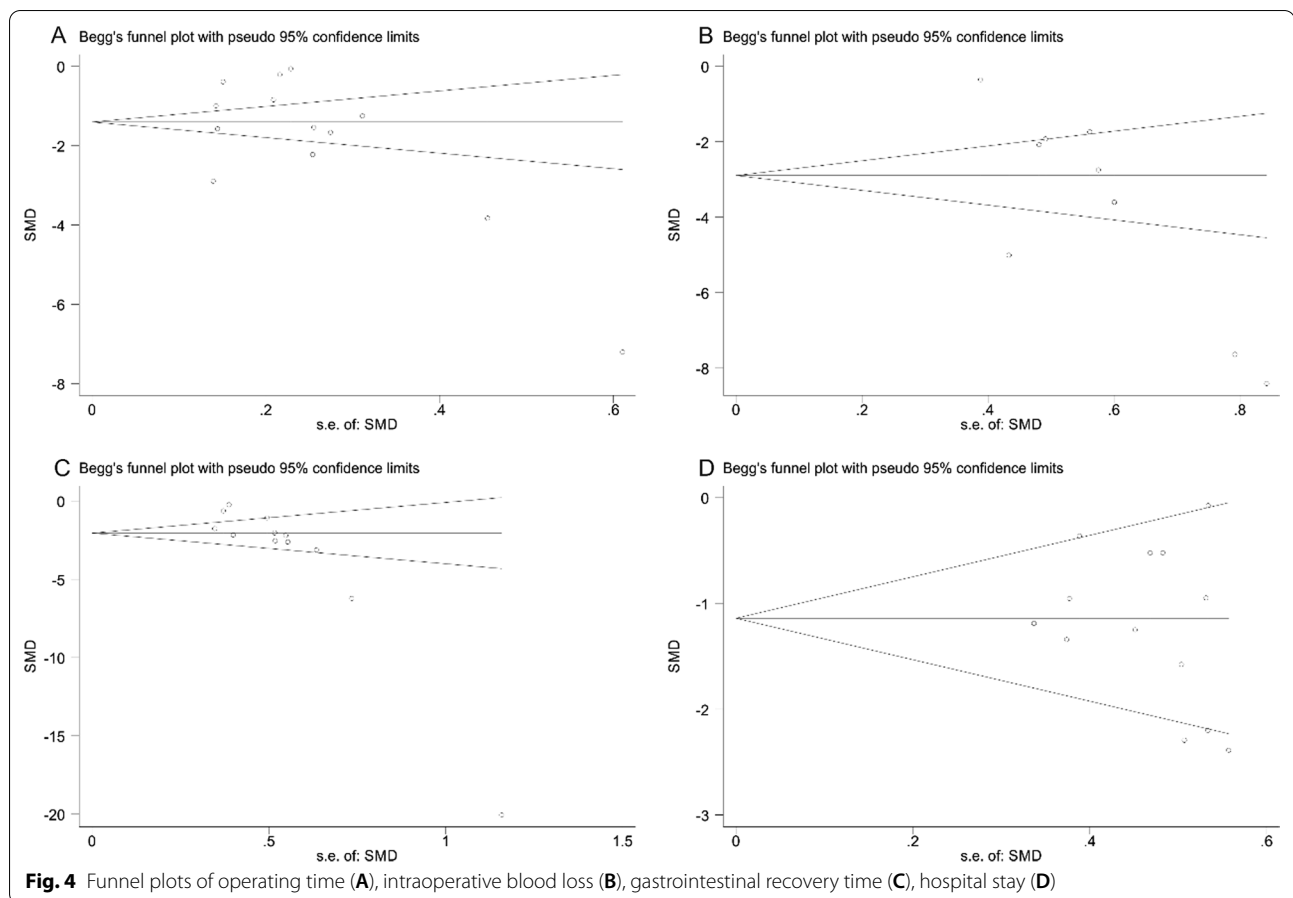 A Begg's funnel plot with pseudo 95% confidence limits
0
-2
-4
-6
-8
SMD
0 .2 .4 .6
s.e. of: SMD
B Begg's funnel plot with pseudo 95% confidence limits
0
-2
-4
-6
-8
SMD
0 .2 .4 .6 .8
s.e. of: SMD
C Begg's funnel plot with pseudo 95% confidence limits
0
-5
-10
-15
-20
SMD
0 .5 1 1.5
s.e. of: SMD
D Begg's funnel plot with pseudo 95% confidence limits
0
-1
-2
-3
SMD
0 .2 .4 .6
s.e. of: SMD
Fig. 4 Funnel plots of operating time (A), intraoperative blood loss (B), gastrointestinal recovery time (C), hospital stay (D)